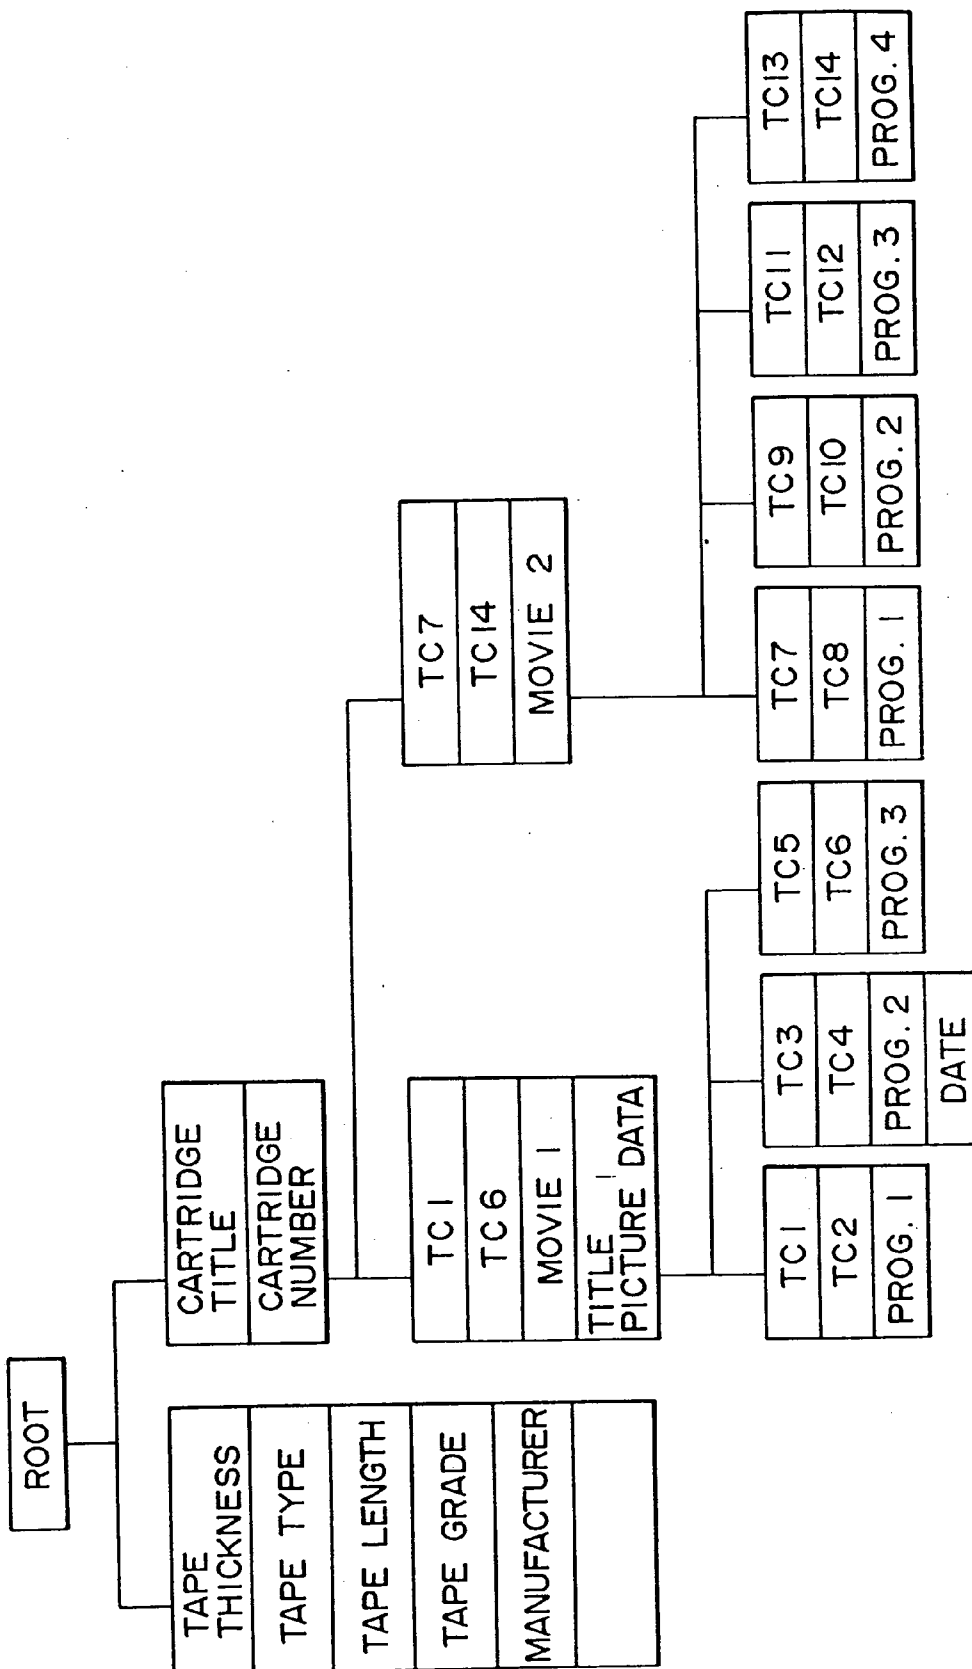 ROOT
TAPE
THICKNESS
TAPE TYPE
TAPE LENGTH
TAPE GRADE
MANUFACTURER
CARTRIDGE
TITLE
CARTRIDGE
NUMBER
TC1
TC6
MOVIE 1
TITLE
PICTURE DATA
TC7
TC14
MOVIE 2
TC1
TC2
PROG. 1
TC3
TC4
PROG. 2
DATE
TC5
TC6
PROG. 3
TC7
TC8
PROG. 1
TC9
TC10
PROG. 2
TC11
TC12
PROG. 3
TC13
TC14
PROG. 4